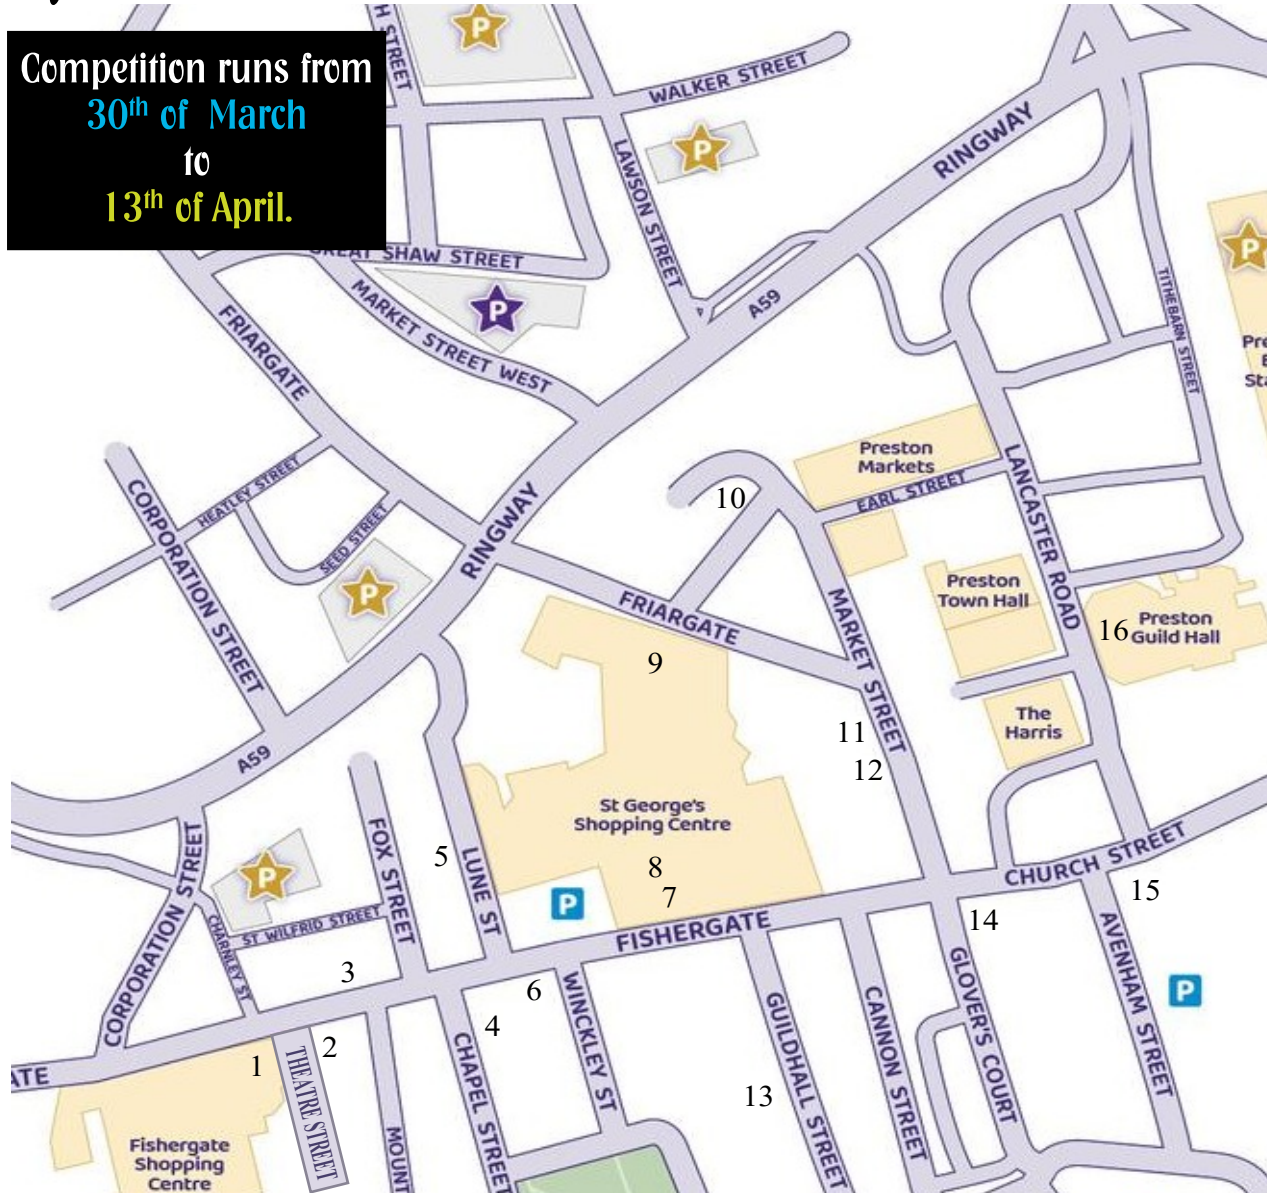 Competition runs from
30th of March
to
13th of April.
H STREET
P
WALKER STREET
P
LAWSON STREET
RINGWAY
GREAT SHAW STREET
P
A59
P
TITHEBARN STREET
MARKET STREET WEST
FRIARGATE
Preston
Markets
EARL STREET
LANCASTER ROAD
HEATLEY STREET
CORPORATION STREET
SEED STREET
RINGWAY
10
P
FRIARGATE
MARKET STREET
Preston
Town Hall
16
Preston
Guild Hall
9
The
Harris
11
12
A59
St George's
Shopping Centre
8
7
5
LUNE ST
FOX STREET
P
P
CORPORATION STREET
CHARNLEY ST
ST WILFRID STREET
FISHERGATE
CHURCH STREET
15
14
3
6
4
2
1
WINCKLEY ST
GUILDHALL STREET
CANNON STREET
GLOVER'S COURT
AVENHAM STREET
P
ATE
THEATRE STREET
CHAPEL STREET
MOUNT
13
Fishergate
Shopping
Centre